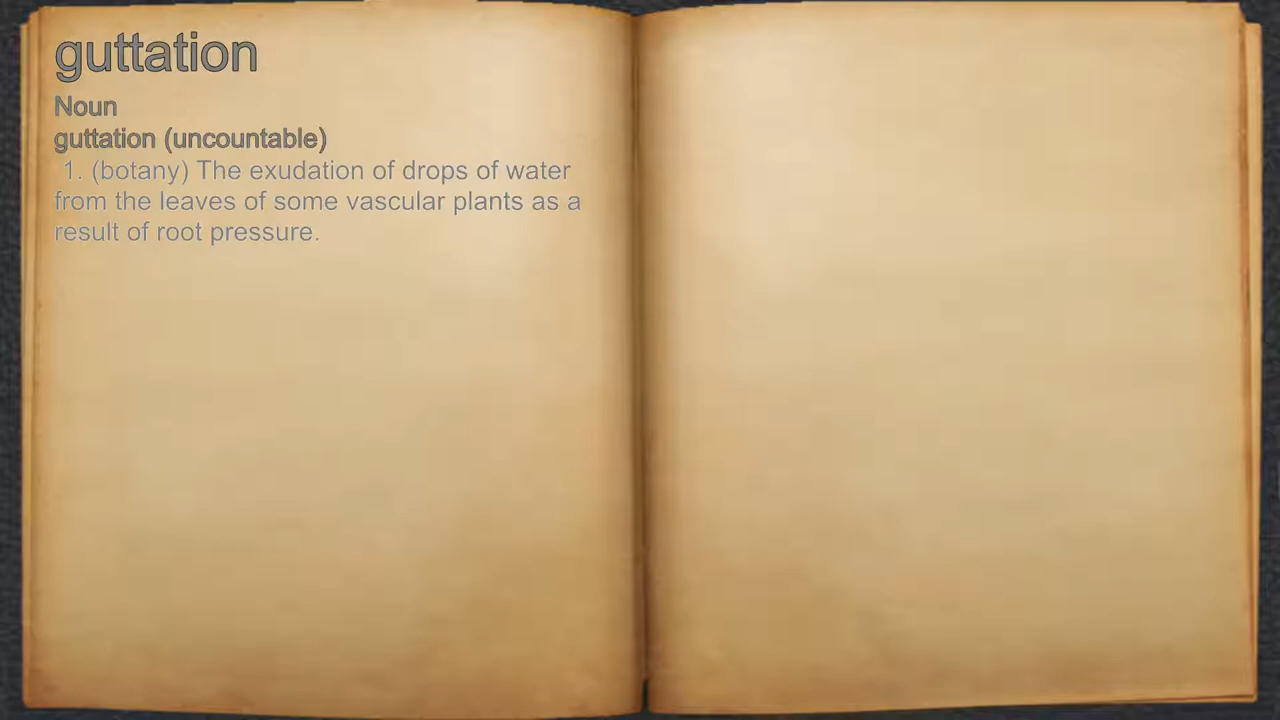 guttation
Noun
guttation (uncountable)
1. (botany) The exudation of drops of water
from the leaves of some vascular plants as a
result of root pressure.